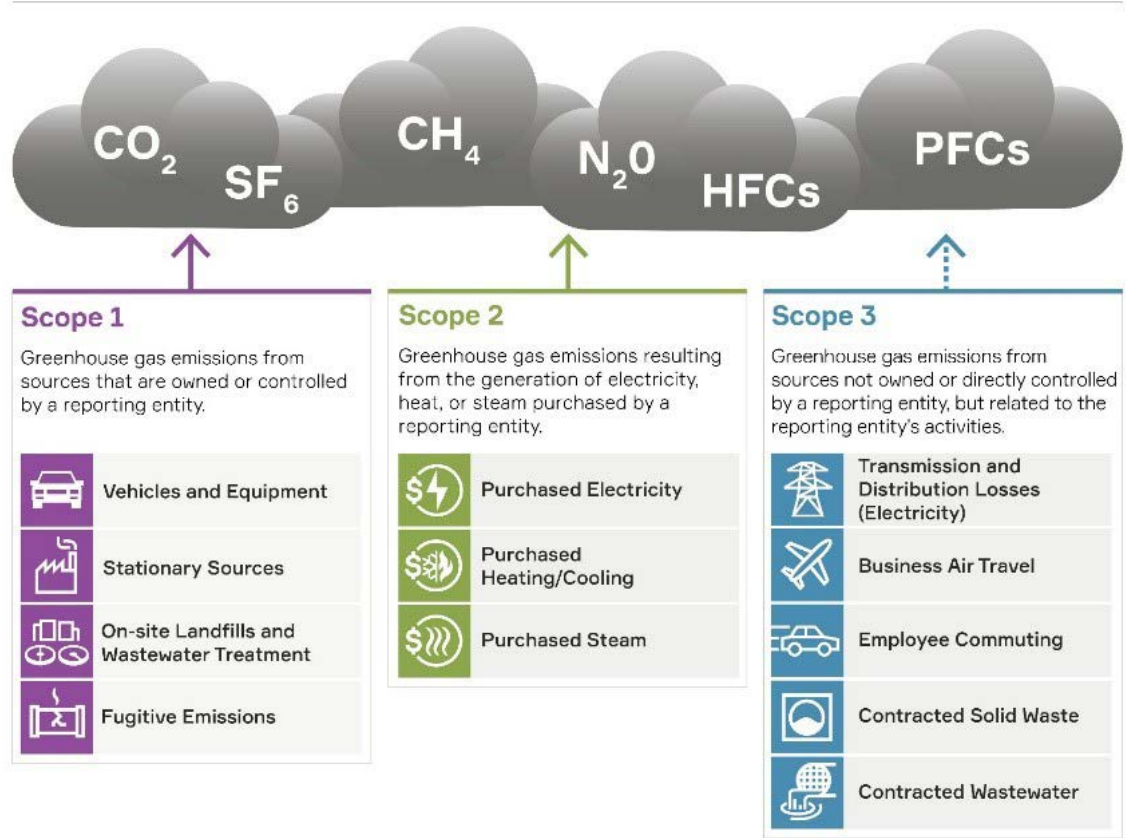 CO₂
SF₆
CH₄
N₂0
HFCs
PFCs
Scope 1
Greenhouse gas emissions from
sources that are owned or controlled
by a reporting entity.
Vehicles and Equipment
Stationary Sources
On-site Landfills and
Wastewater Treatment
Fugitive Emissions
Scope 2
Greenhouse gas emissions resulting
from the generation of electricity,
heat, or steam purchased by a
reporting entity.
$
Purchased Electricity
$
Purchased
Heating/Cooling
$
Purchased Steam
Scope 3
Greenhouse gas emissions from
sources not owned or directly controlled
by a reporting entity, but related to the
reporting entity's activities.
Transmission and
Distribution Losses
(Electricity)
Business Air Travel
Employee Commuting
Contracted Solid Waste
Contracted Wastewater